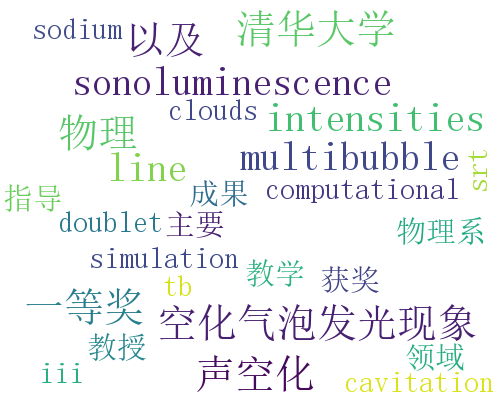 sodium 以及 清华大学
sonoluminescence
clouds intensities
物理
line multibubble srt
指导 成果 computational
doublet 主要 物理系
simulation 教学 获奖
tb
一等奖 空化气泡发光现象
教授 领域
iii 声空化 cavitation